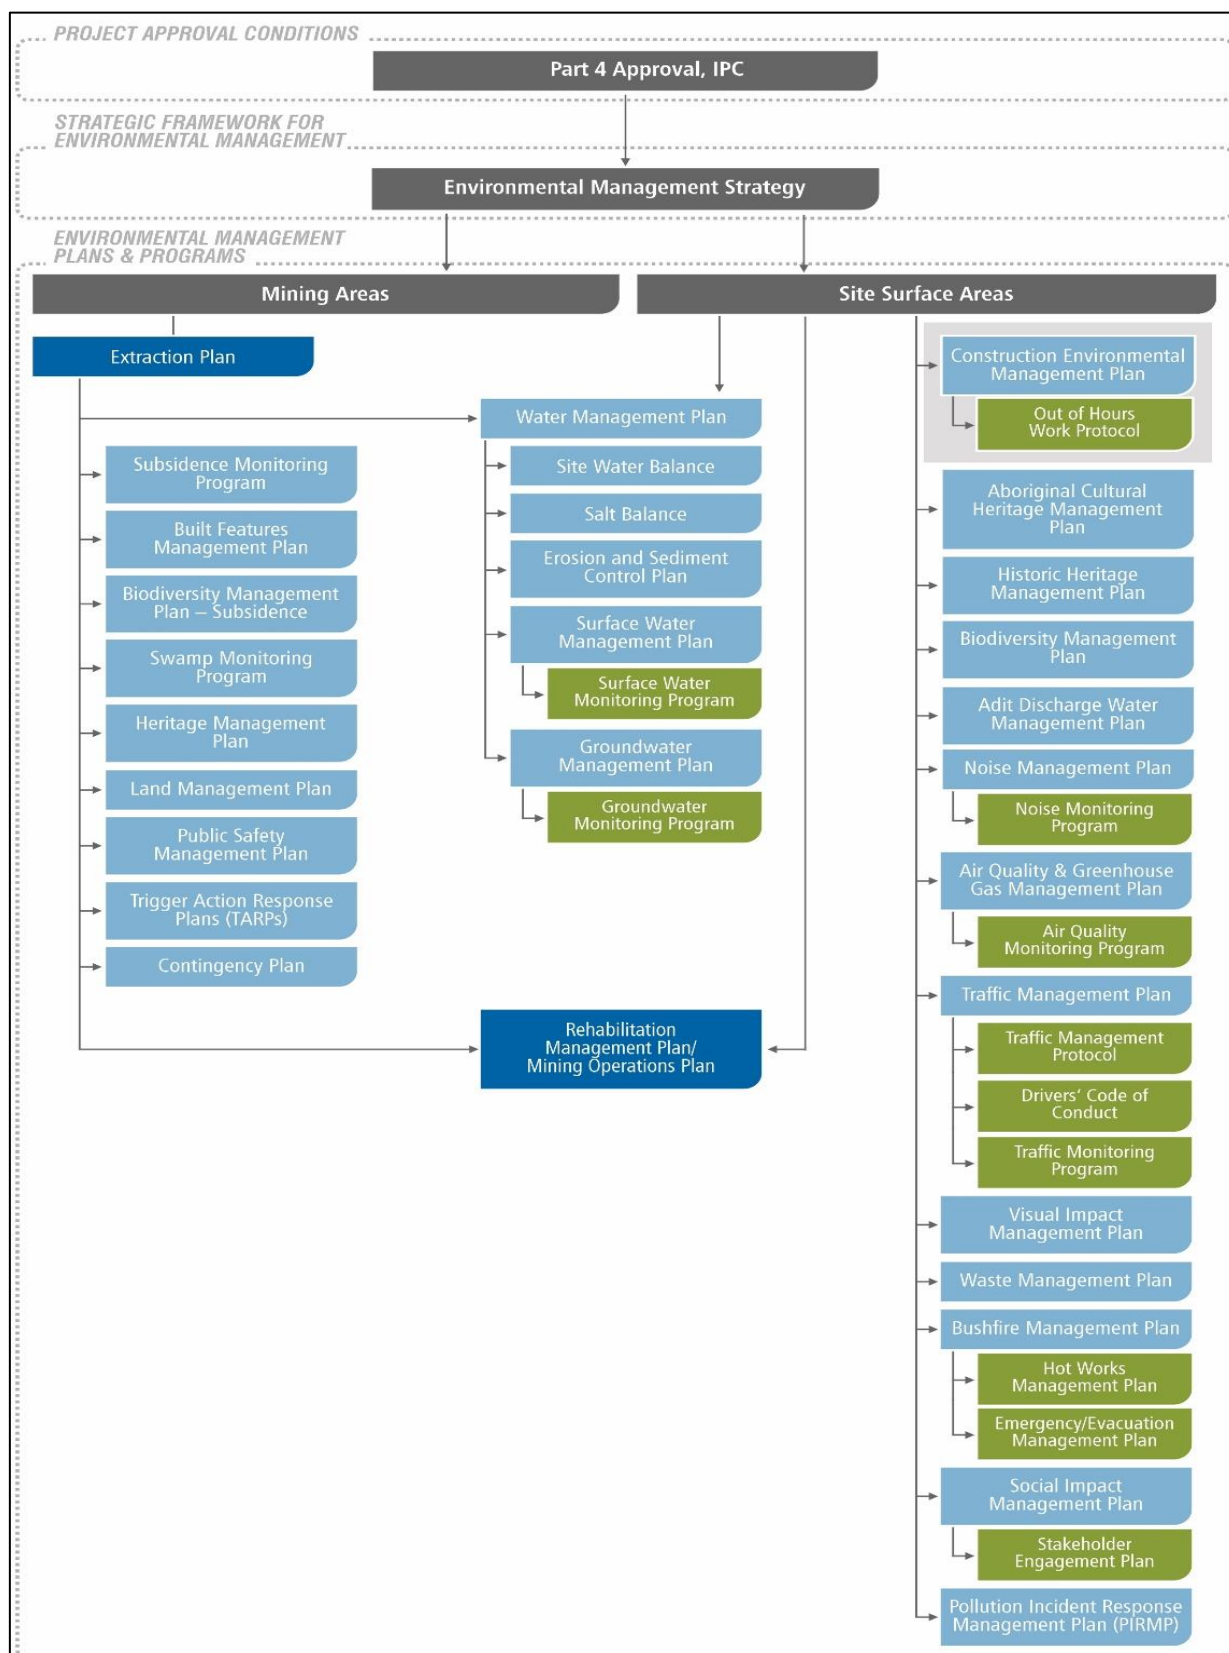 PROJECT APPROVAL CONDITIONS
Part 4 Approval, IPC
STRATEGIC FRAMEWORK FOR
ENVIRONMENTAL MANAGEMENT
Environmental Management Strategy
ENVIRONMENTAL MANAGEMENT
PLANS & PROGRAMS
Mining Areas
Extraction Plan
Subsidence Monitoring
Program
Built Features
Management Plan
Biodiversity Management
Plan – Subsidence
Swamp Monitoring
Program
Heritage Management
Plan
Land Management Plan
Public Safety
Management Plan
Trigger Action Response
Plans (TARPs)
Contingency Plan
Water Management Plan
Site Water Balance
Salt Balance
Erosion and Sediment
Control Plan
Surface Water
Management Plan
Surface Water
Monitoring Program
Groundwater
Management Plan
Groundwater
Monitoring Program
Rehabilitation
Management Plan/
Mining Operations Plan
Site Surface Areas
Construction Environmental
Management Plan
Out of Hours
Work Protocol
Aboriginal Cultural
Heritage Management
Plan
Historic Heritage
Management Plan
Biodiversity Management
Plan
Adit Discharge Water
Management Plan
Noise Management Plan
Noise Monitoring
Program
Air Quality & Greenhouse
Gas Management Plan
Air Quality
Monitoring Program
Traffic Management Plan
Traffic Management
Protocol
Drivers’ Code of
Conduct
Traffic Monitoring
Program
Visual Impact
Management Plan
Waste Management Plan
Bushfire Management Plan
Hot Works
Management Plan
Emergency/Evacuation
Management Plan
Social Impact
Management Plan
Stakeholder
Engagement Plan
Pollution Incident Response
Management Plan (PIRMP)